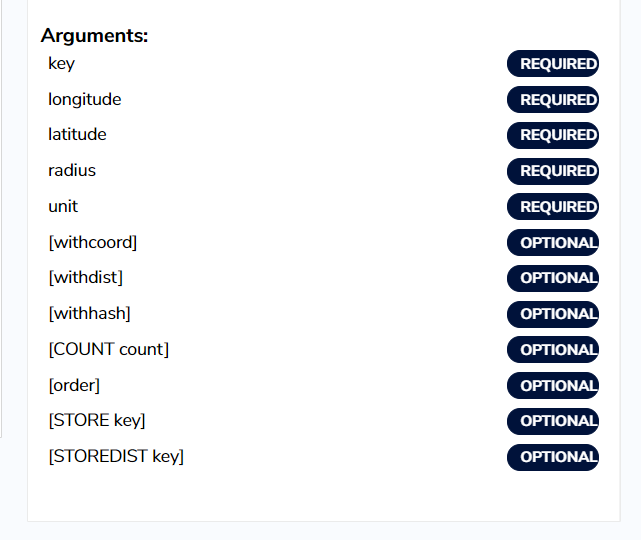 Arguments:
key REQUIRED
longitude REQUIRED
latitude REQUIRED
radius REQUIRED
unit REQUIRED
[withcoord] OPTIONAL
[withdist] OPTIONAL
[withhash] OPTIONAL
[COUNT count] OPTIONAL
[order] OPTIONAL
[STORE key] OPTIONAL
[STOREDIST key] OPTIONAL